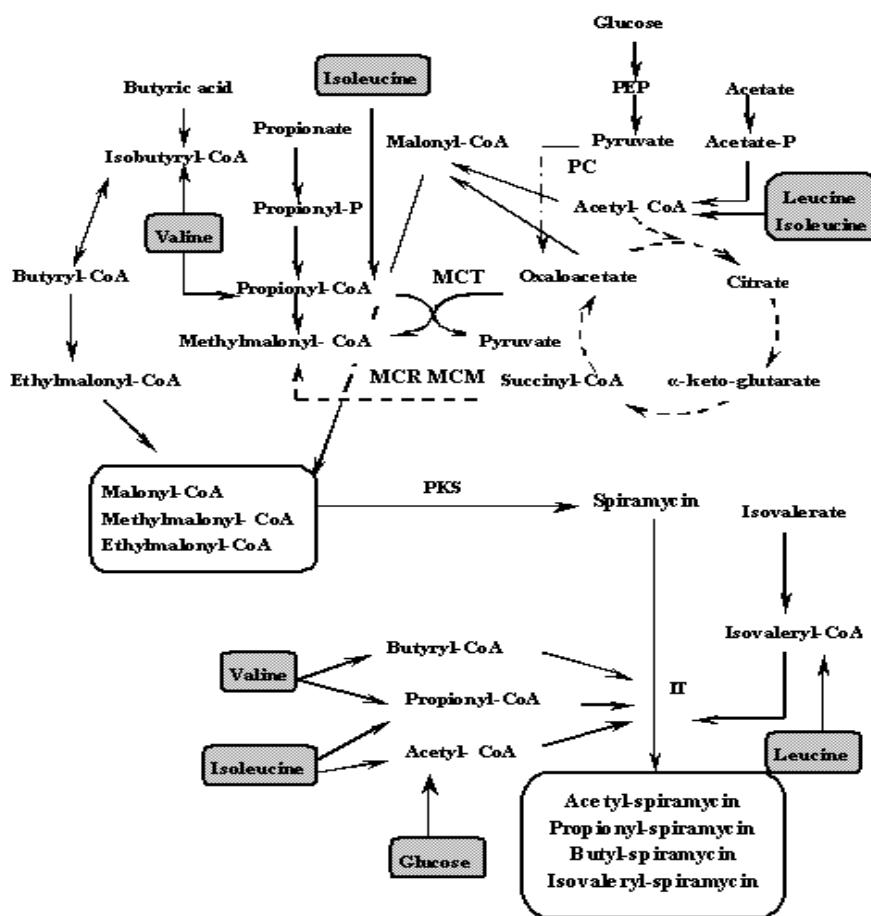 Glucose
Butyric acid
Isoleucine
PEP
Acetate
Propionate
Malonyl-CoA
Pyruvate
Acetate-P
Isobutyryl-CoA
PC
Leucine
Isoleucine
Propionyl-P
Acetyl- CoA
Valine
Butyryl-CoA
Propionyl-CoA
MCT
Oxaloacetate
Citrate
Methylmalonyl- CoA
Pyruvate
Ethylmalonyl-CoA
MCR MCM
Succinyl-CoA
α-keto-glutarate
Malonyl-CoA
Methylmalonyl- CoA
Ethylmalonyl-CoA
PKS
Spiramycin
Isovalerate
Isovaleryl-CoA
Butyryl-CoA
Valine
Propionyl-CoA
IT
Isoleucine
Acetyl- CoA
Leucine
Glucose
Acetyl-spiramycin
Propionyl-spiramycin
Butyl-spiramycin
Isovaleryl-spiramycin